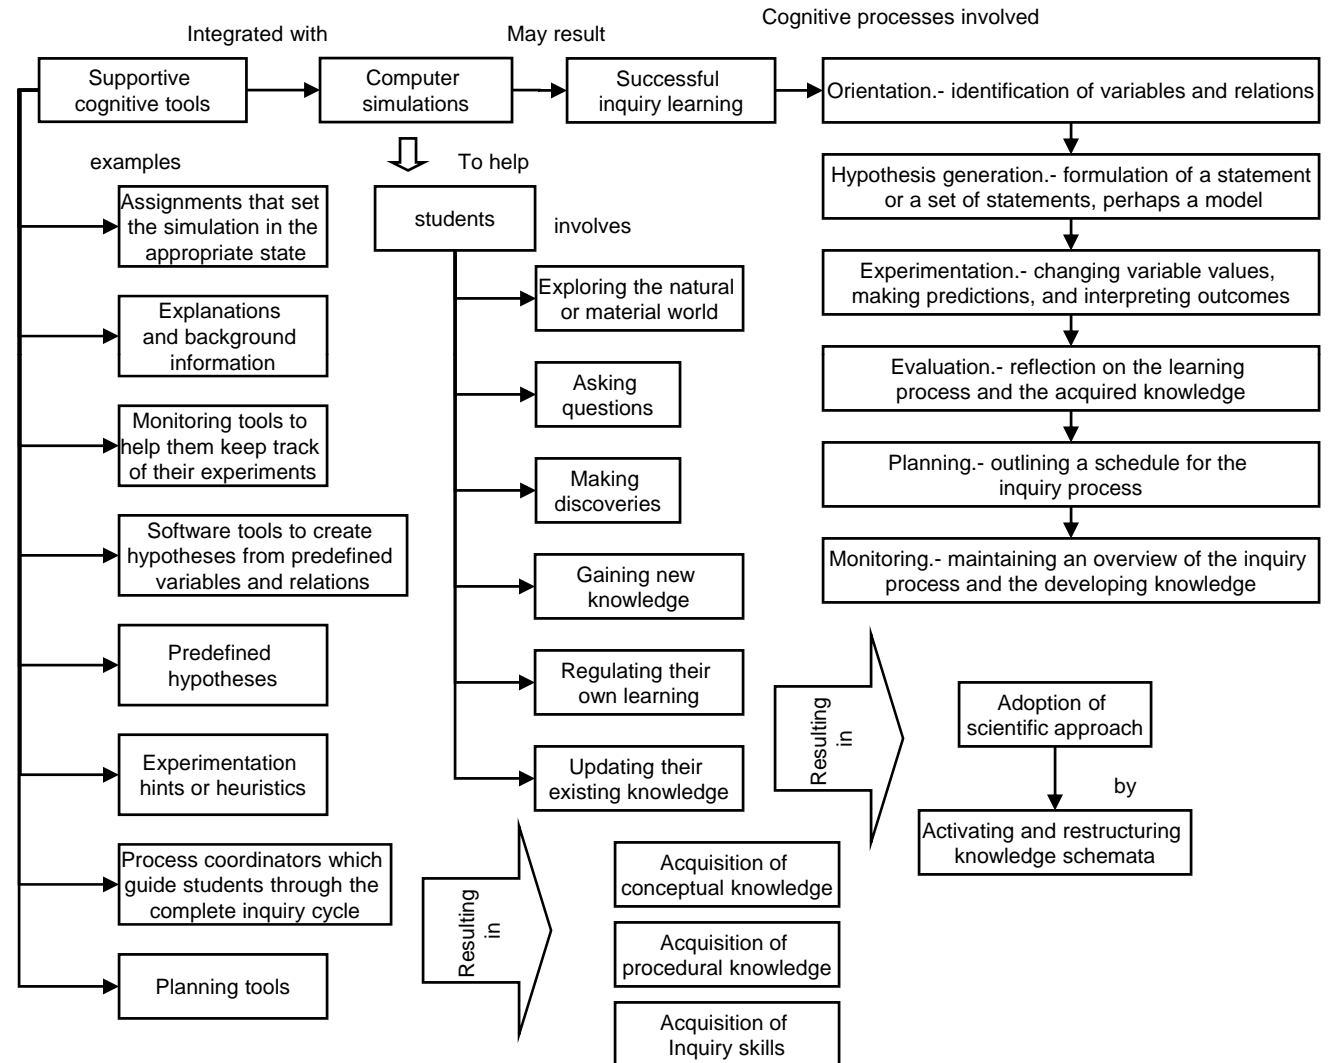 Cognitive processes involved
Integrated with
May result
Supportive
cognitive tools
Computer
simulations
Successful
inquiry learning
Orientation.- identification of variables and relations
Hypothesis generation.- formulation of a statement
or a set of statements, perhaps a model
Experimentation.- changing variable values,
making predictions, and interpreting outcomes
Evaluation.- reflection on the learning
process and the acquired knowledge
Planning.- outlining a schedule for the
inquiry process
Monitoring.- maintaining an overview of the inquiry
process and the developing knowledge
examples
Assignments that set
the simulation in the
appropriate state
Explanations
and background
information
Monitoring tools to
help them keep track
of their experiments
Software tools to create
hypotheses from predefined
variables and relations
Predefined
hypotheses
Experimentation
hints or heuristics
Process coordinators which
guide students through the
complete inquiry cycle
Planning tools
To help
students
involves
Exploring the natural
or material world
Asking
questions
Making
discoveries
Gaining new
knowledge
Regulating their
own learning
Updating their
existing knowledge
Resulting
in
Adoption of
scientific approach
by
Activating and restructuring
knowledge schemata
Resulting
in
Acquisition of
conceptual knowledge
Acquisition of
procedural knowledge
Acquisition of
Inquiry skills